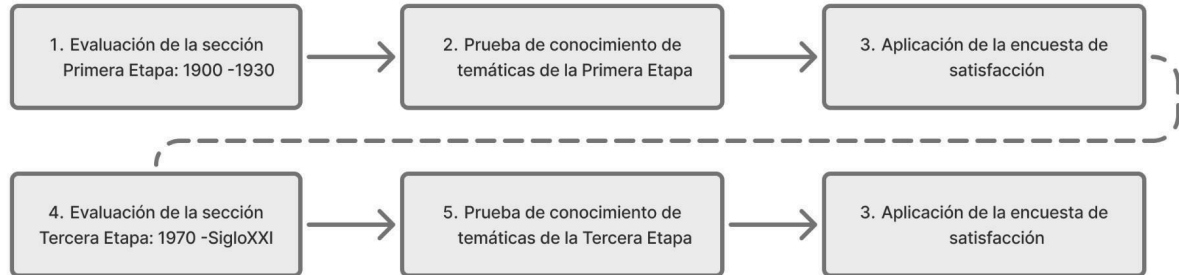 1. Evaluación de la sección
Primera Etapa: 1900 -1930
2. Prueba de conocimiento de
temáticas de la Primera Etapa
3. Aplicación de la encuesta de
satisfacción
4. Evaluación de la sección
Tercera Etapa: 1970 -SigloXXI
5. Prueba de conocimiento de
temáticas de la Tercera Etapa
3. Aplicación de la encuesta de
satisfacción